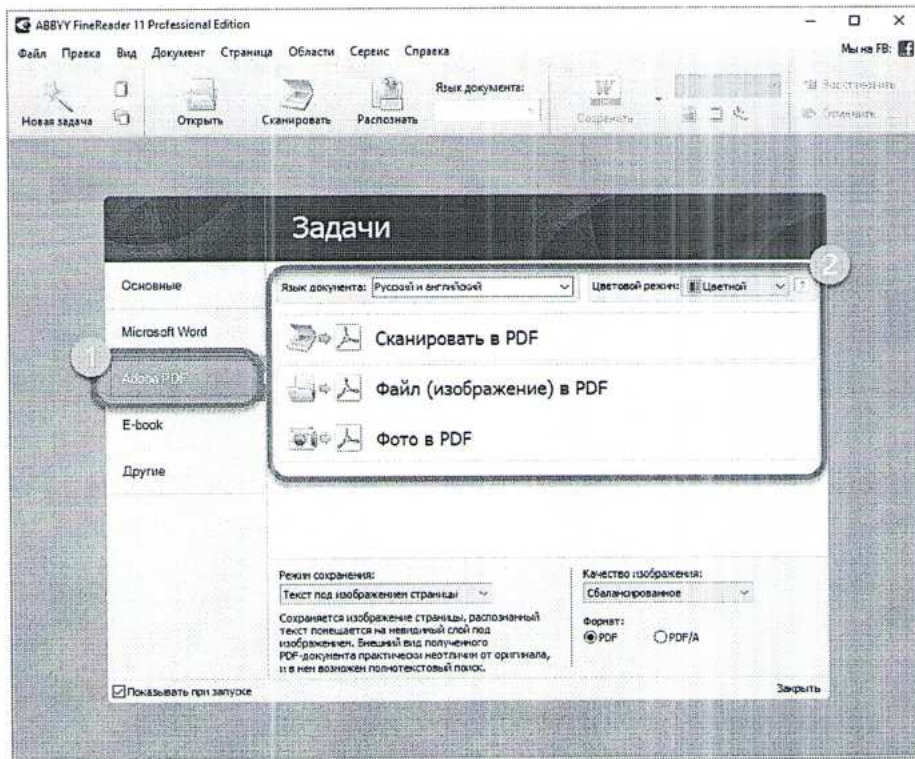 ABBYY FineReader 11 Professional Edition
Файл Правка Вид Документ Страница Области Сервис Справка
Мы на FB:
Язык документа:
Новая задача Открыть Сканировать Распознать Сохранить Отменить
Задачи
2
Основные
Язык документа: Русский и английский Цветовой режим: Цветной ?
Microsoft Word
Сканировать в PDF
1
Adobe PDF
Файл (изображение) в PDF
E-book
Фото в PDF
Другие
Режим сохранения:
Текст под изображением страницы
Сохраняется изображение страницы, распознанный
текст помещается на невидимый слой под
изображением. Внешний вид полученного
PDF-документа практически неотличим от оригинала,
и в нем возможен полнотекстовый поиск.
Качество изображения:
Сбалансированное
Формат:
PDF PDF/A
Показывать при запуске
Закрыть